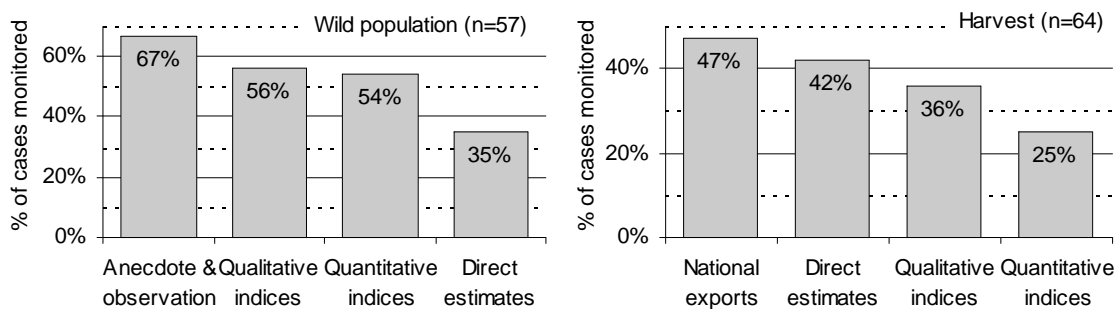 Wild population (n=57)
% of cases monitored
60%
40%
20%
0%
67%
56%
54%
35%
Anecdote &
observation
Qualitative
indices
Quantitative
indices
Direct
estimates
Harvest (n=64)
% of cases monitored
40%
20%
0%
47%
42%
36%
25%
National
exports
Direct
estimates
Qualitative
indices
Quantitative
indices